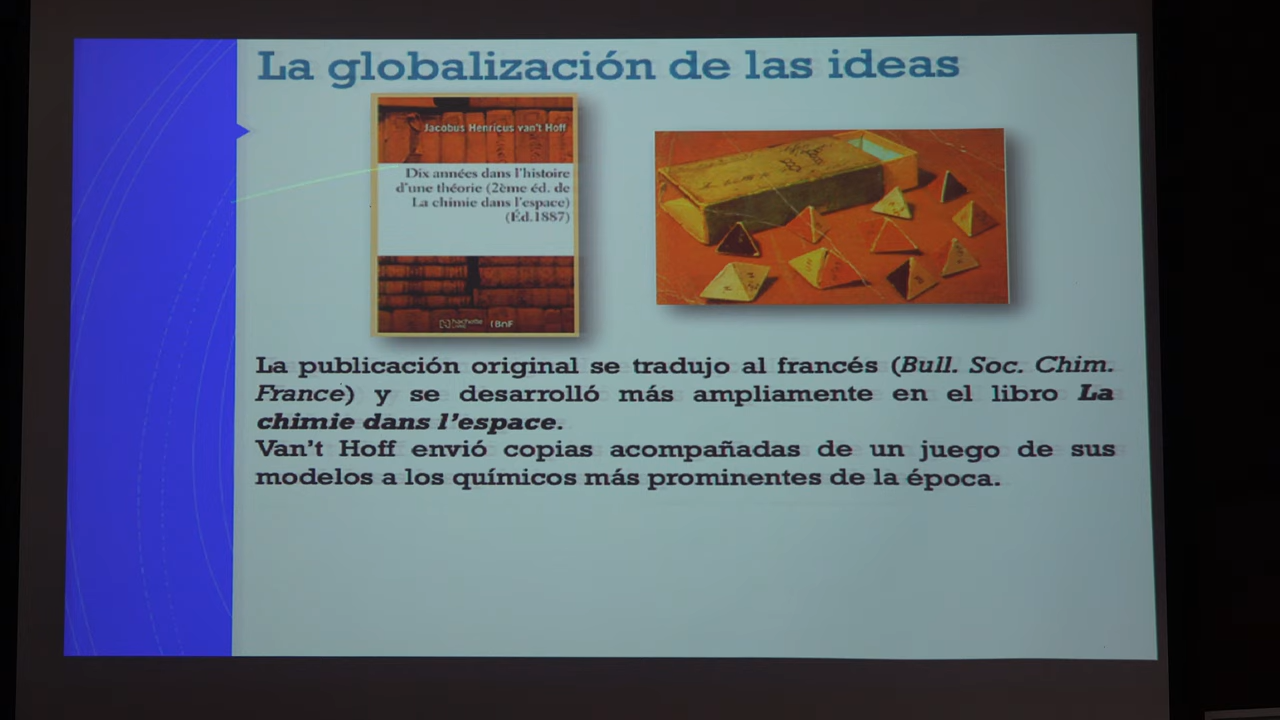 La globalización de las ideas
Jacobus Henricus van't Hoff
Dix années dans l'histoire
d'une théorie (2ème éd. de
La chimie dans l'espace)
(Éd.1887)
hachette
BnF
La publicación original se tradujo al francés (Bull. Soc. Chim.
France) y se desarrolló más ampliamente en el libro La
chimie dans l'espace.
Van't Hoff envió copias acompañadas de un juego de sus
modelos a los químicos más prominentes de la época.